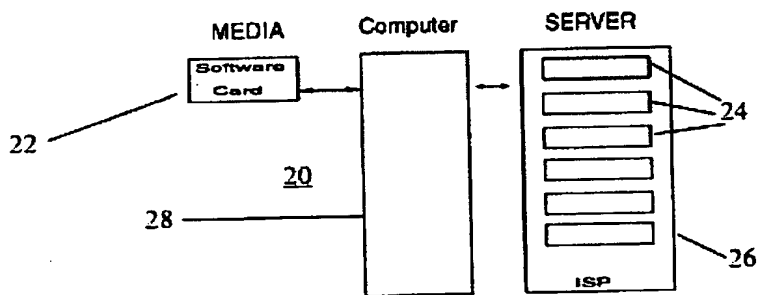 MEDIA Computer SERVER
Software
Card
22
20
28
24
26
ISP